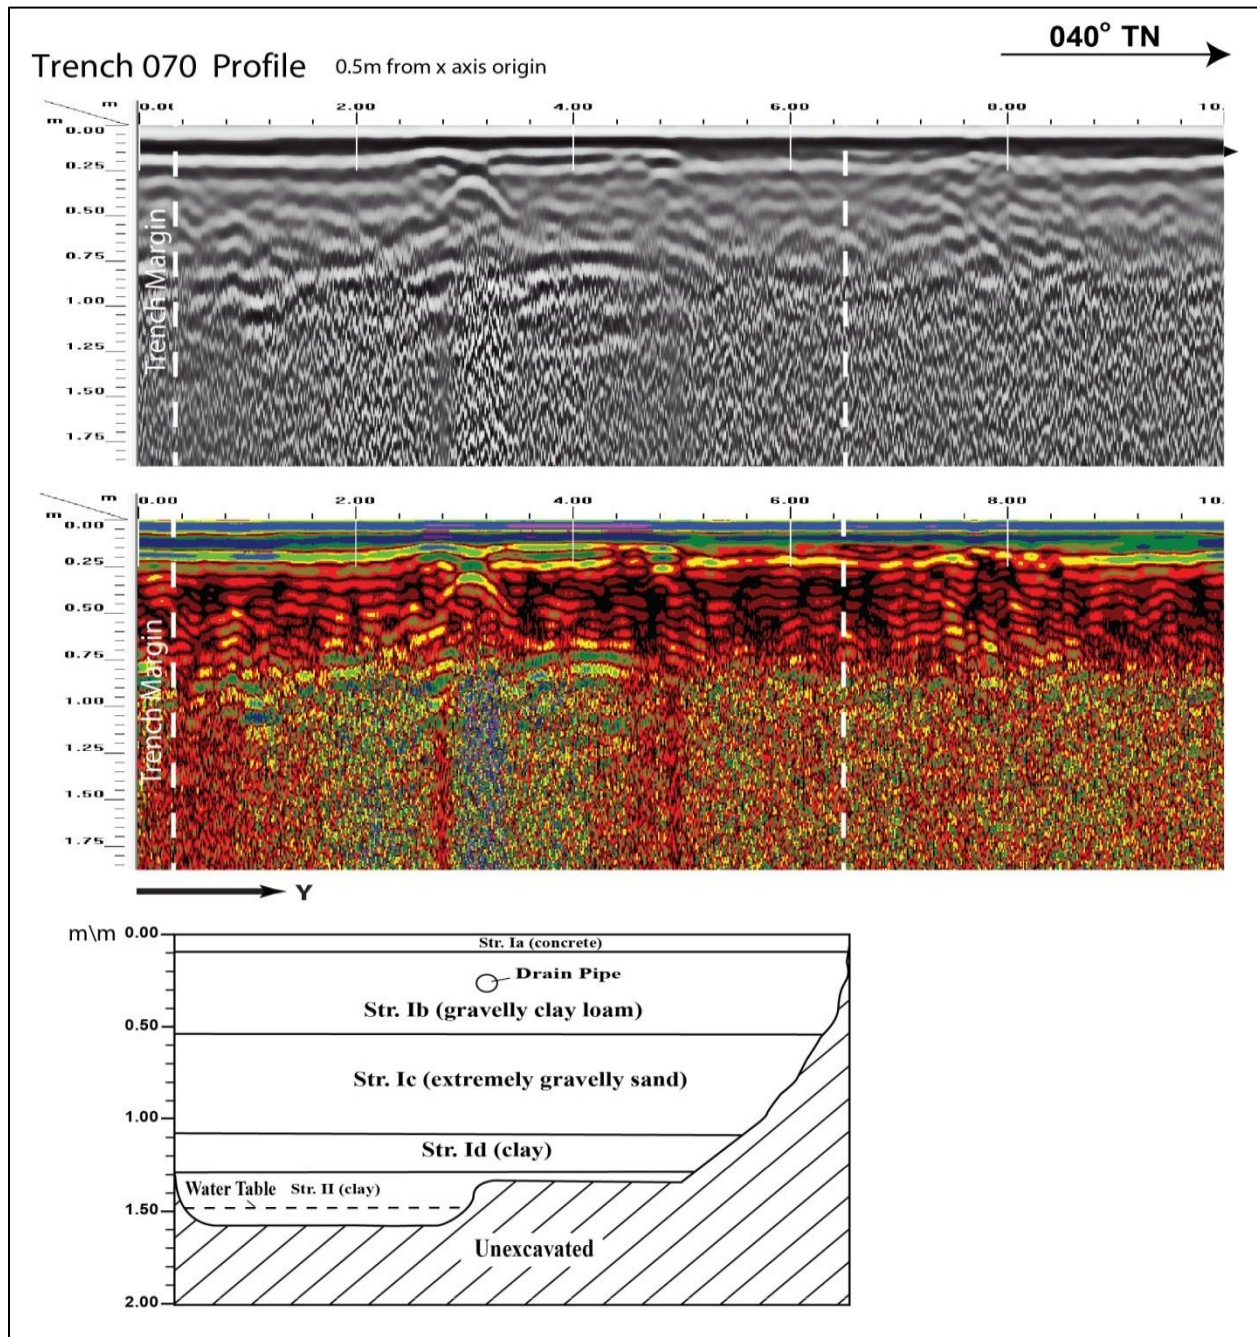 040° TN
Trench 070 Profile 0.5m from x axis origin
m 0.00 2.00 4.00 6.00 8.00 10.
m
0.00
0.25
0.50
0.75
1.00
1.25
1.50
1.75
Trench Margin
m 0.00 2.00 4.00 6.00 8.00 10.
m
0.00
0.25
0.50
0.75
1.00
1.25
1.50
1.75
Trench Margin
Y
m\m 0.00
Str. Ia (concrete)
Drain Pipe
Str. Ib (gravelly clay loam)
0.50
Str. Ic (extremely gravelly sand)
1.00
Str. Id (clay)
Water Table Str. II (clay)
1.50
Unexcavated
2.00